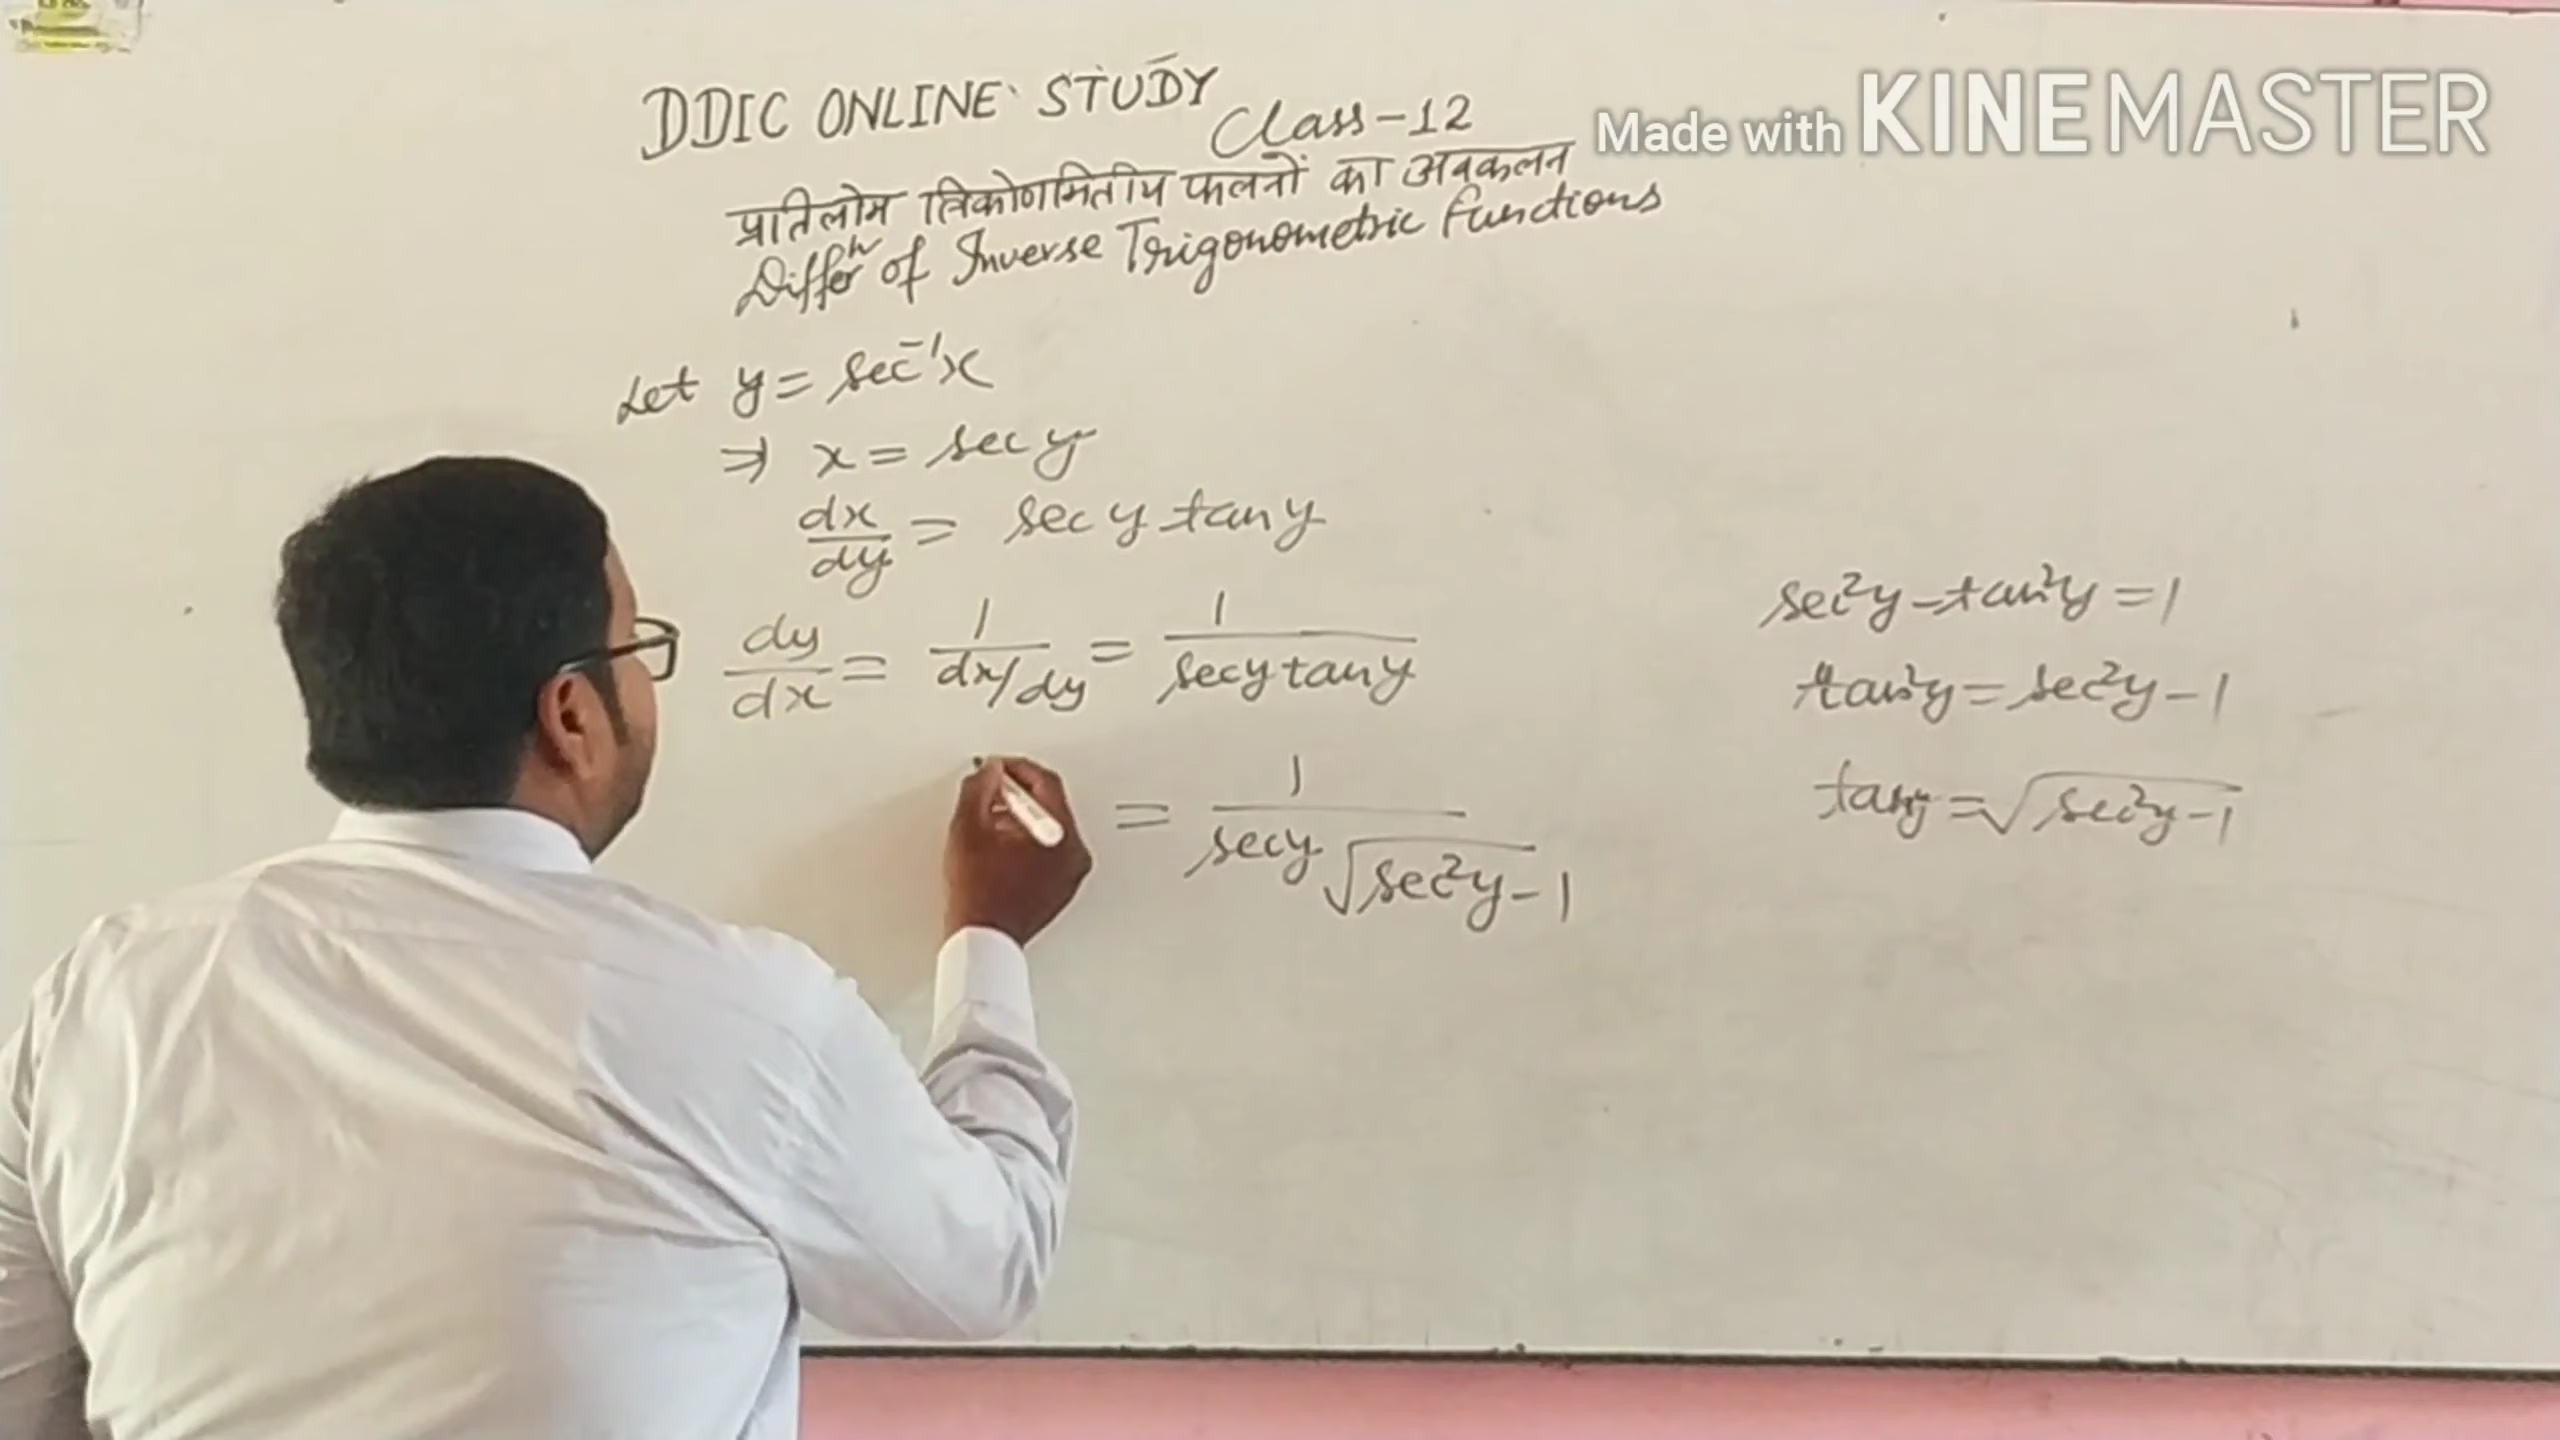 DDIC ONLINE STUDY
Class-12
Made with KINEMASTER
प्रतिलोम त्रिकोणमितीय फलनों का अवकलन
Differⁿ of Inverse Trigonometric Functions
Let y = sec⁻¹x
⇒ x = sec y
dx/dy = sec y tan y
dy/dx = 1/(dx/dy) = 1/(sec y tan y)
= 1/(sec y √(sec²y-1))
sec²y - tan²y = 1
tan²y = sec²y - 1
tan y = √(sec²y-1)